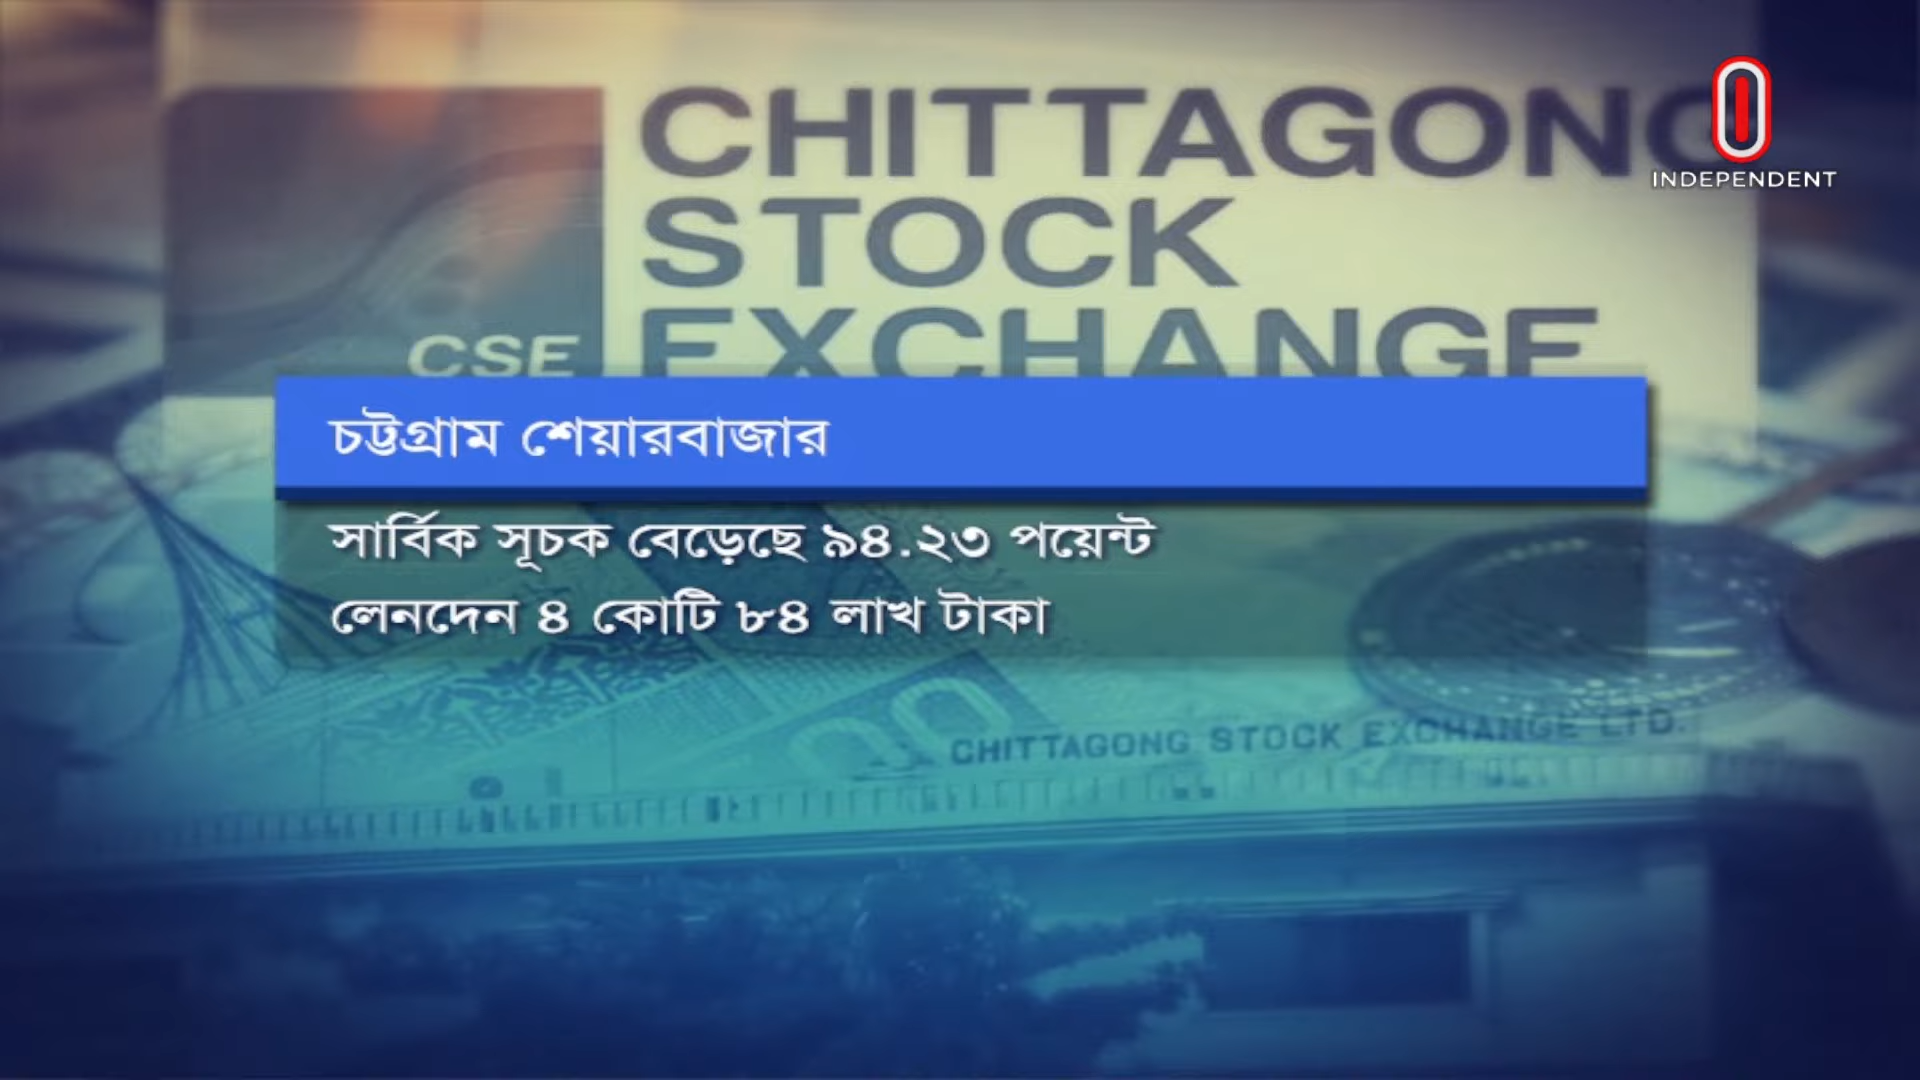 CHITTAGONG
STOCK
EXCHANGE
CSE
INDEPENDENT
চট্টগ্রাম শেয়ারবাজার
সার্বিক সূচক বেড়েছে ৯৪.২৩ পয়েন্ট
লেনদেন ৪ কোটি ৮৪ লাখ টাকা
CHITTAGONG STOCK EXCHANGE LTD.